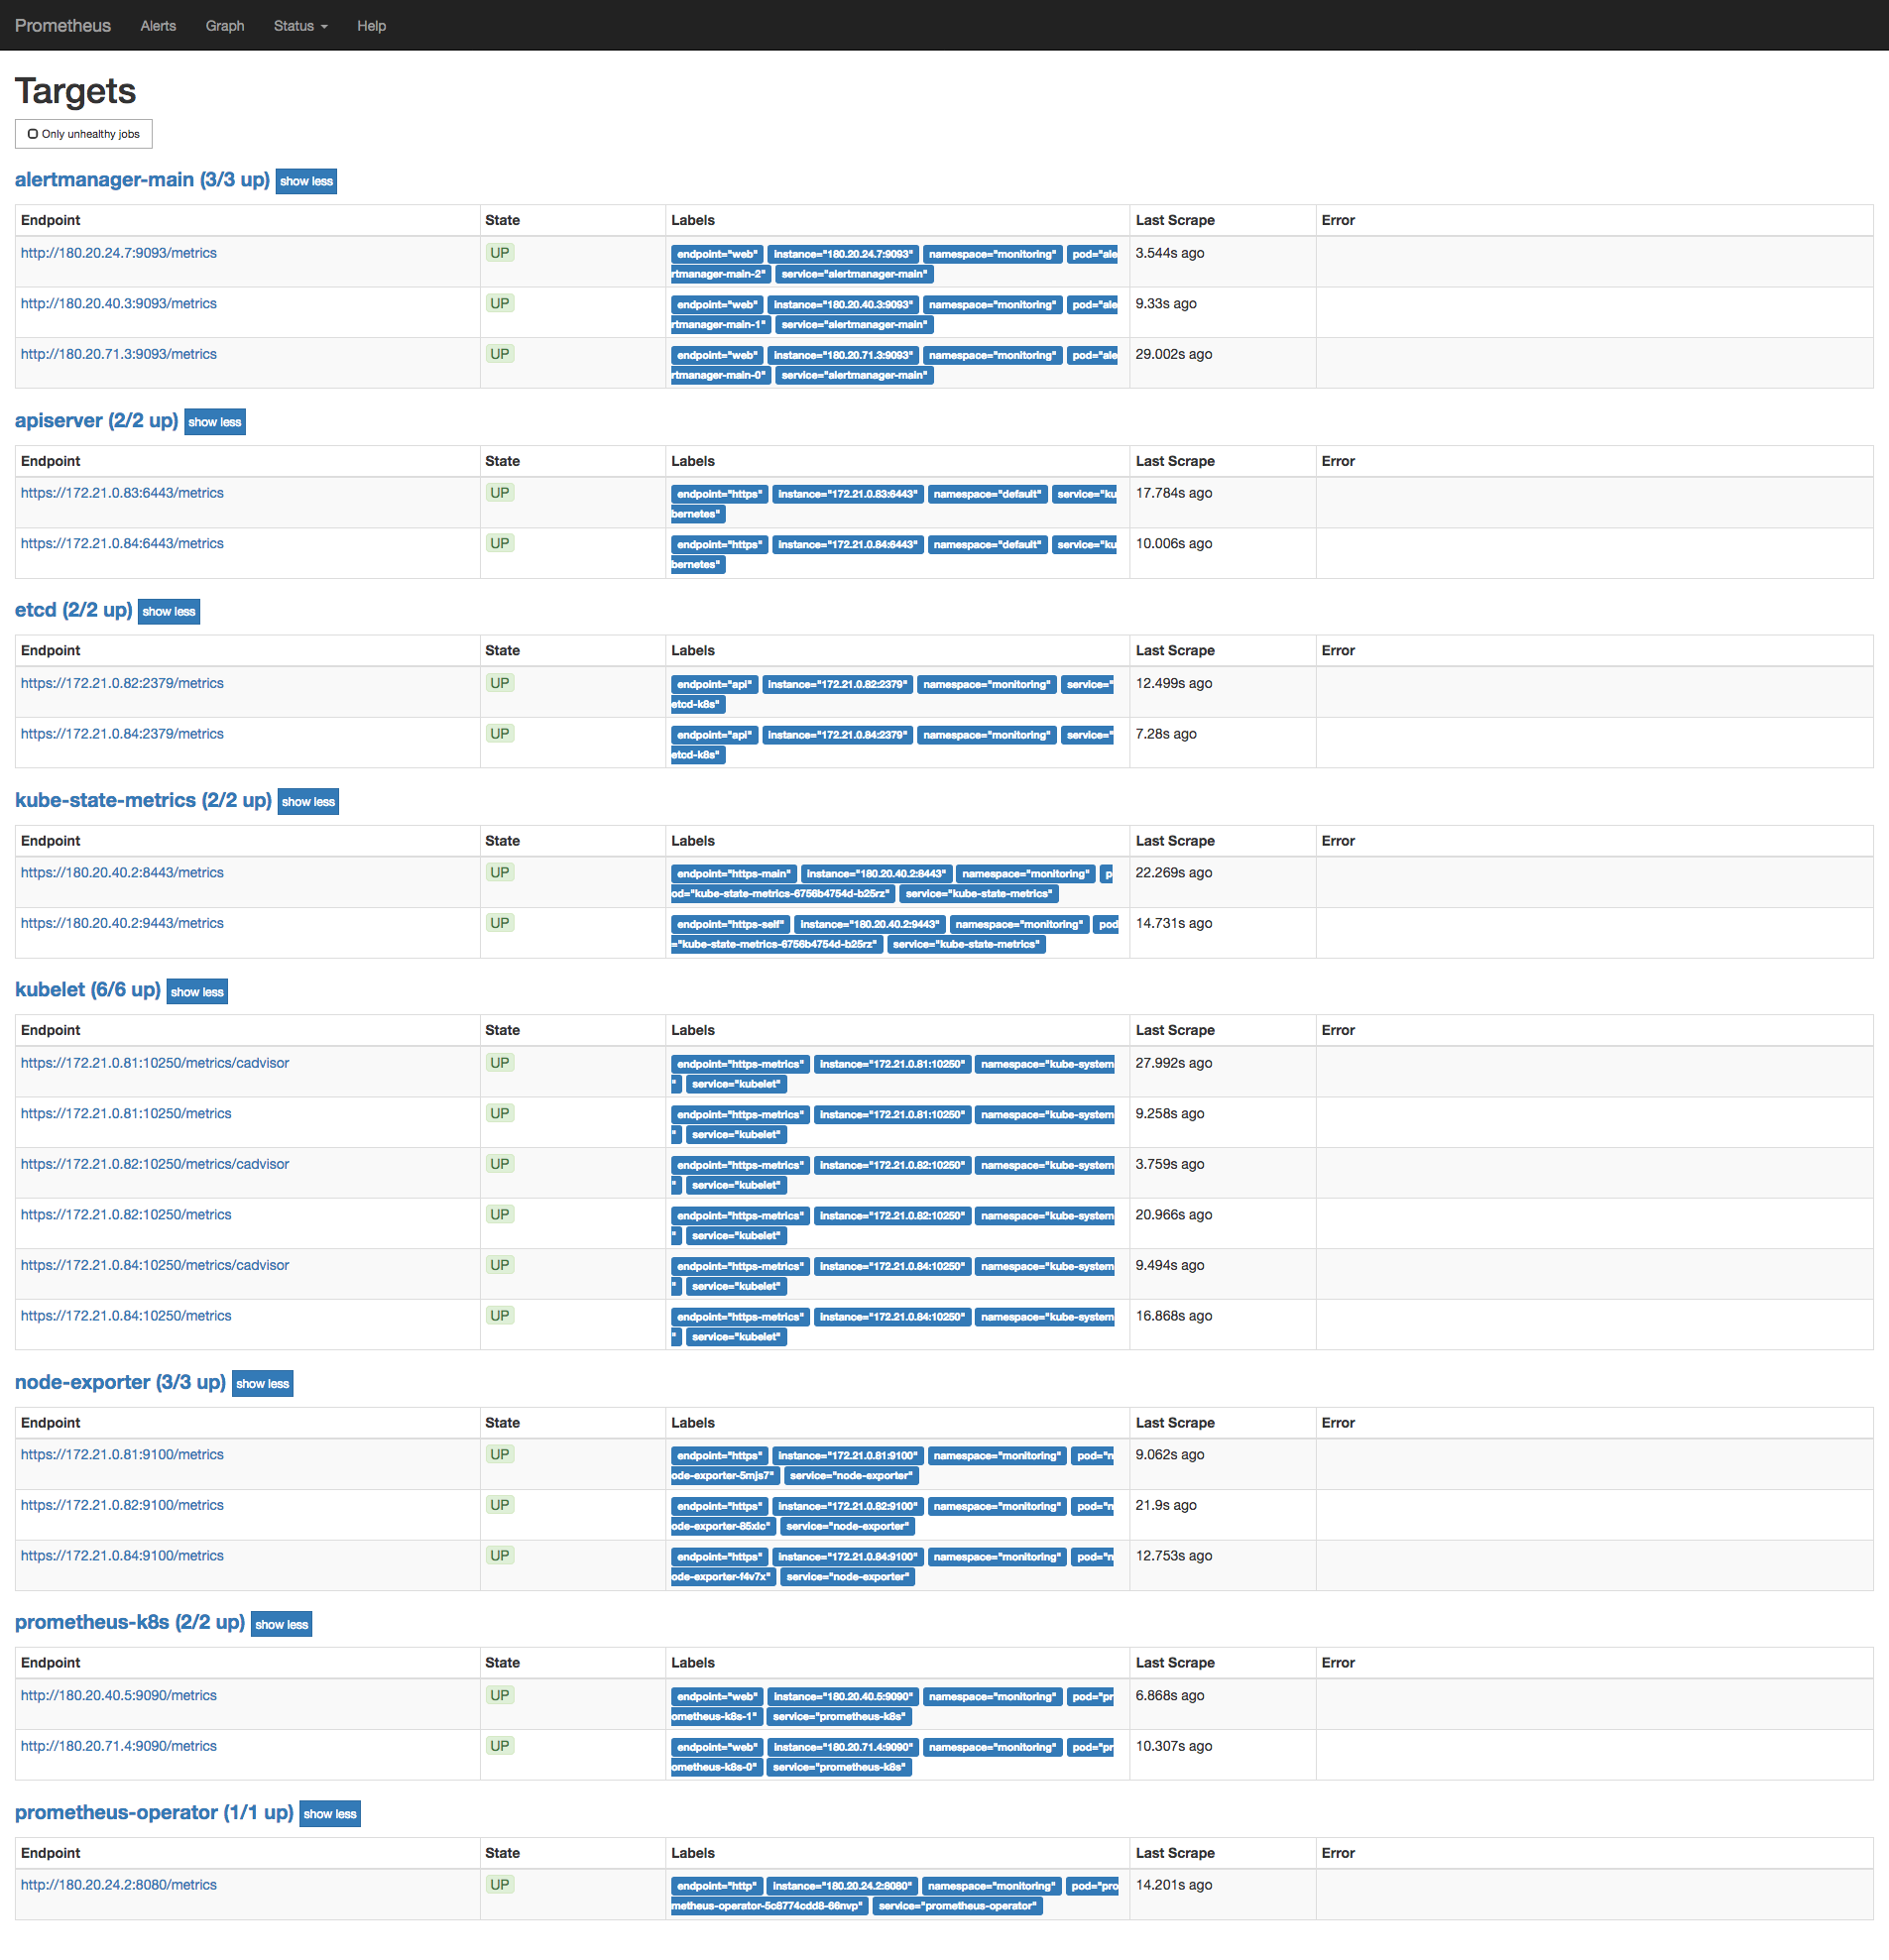 Prometheus Alerts Graph Status Help
Targets
Only unhealthy jobs
alertmanager-main (3/3 up) show less
Endpoint State Labels Last Scrape Error
http://180.20.24.7:9093/metrics UP endpoint="web" instance="180.20.24.7:9093" namespace="monitoring" pod="ale 3.544s ago
rtmanager-main-2" service="alertmanager-main"
http://180.20.40.3:9093/metrics UP endpoint="web" instance="180.20.40.3:9093" namespace="monitoring" pod="ale 9.33s ago
rtmanager-main-1" service="alertmanager-main"
http://180.20.71.3:9093/metrics UP endpoint="web" instance="180.20.71.3:9093" namespace="monitoring" pod="ale 29.002s ago
rtmanager-main-0" service="alertmanager-main"
apiserver (2/2 up) show less
Endpoint State Labels Last Scrape Error
https://172.21.0.83:6443/metrics UP endpoint="https" instance="172.21.0.83:6443" namespace="default" service="ku 17.784s ago
bernetes"
https://172.21.0.84:6443/metrics UP endpoint="https" instance="172.21.0.84:6443" namespace="default" service="ku 10.006s ago
bernetes"
etcd (2/2 up) show less
Endpoint State Labels Last Scrape Error
https://172.21.0.82:2379/metrics UP endpoint="api" instance="172.21.0.82:2379" namespace="monitoring" service=" 12.499s ago
etcd-k8s"
https://172.21.0.84:2379/metrics UP endpoint="api" instance="172.21.0.84:2379" namespace="monitoring" service=" 7.28s ago
etcd-k8s"
kube-state-metrics (2/2 up) show less
Endpoint State Labels Last Scrape Error
https://180.20.40.2:8443/metrics UP endpoint="https-main" instance="180.20.40.2:8443" namespace="monitoring" p 22.269s ago
od="kube-state-metrics-6756b4754d-b25rz" service="kube-state-metrics"
https://180.20.40.2:9443/metrics UP endpoint="https-self" instance="180.20.40.2:9443" namespace="monitoring" pod 14.731s ago
="kube-state-metrics-6756b4754d-b25rz" service="kube-state-metrics"
kubelet (6/6 up) show less
Endpoint State Labels Last Scrape Error
https://172.21.0.81:10250/metrics/cadvisor UP endpoint="https-metrics" instance="172.21.0.81:10250" namespace="kube-system 27.992s ago
" service="kubelet"
https://172.21.0.81:10250/metrics UP endpoint="https-metrics" instance="172.21.0.81:10250" namespace="kube-system 9.258s ago
" service="kubelet"
https://172.21.0.82:10250/metrics/cadvisor UP endpoint="https-metrics" instance="172.21.0.82:10250" namespace="kube-system 3.759s ago
" service="kubelet"
https://172.21.0.82:10250/metrics UP endpoint="https-metrics" instance="172.21.0.82:10250" namespace="kube-system 20.966s ago
" service="kubelet"
https://172.21.0.84:10250/metrics/cadvisor UP endpoint="https-metrics" instance="172.21.0.84:10250" namespace="kube-system 9.494s ago
" service="kubelet"
https://172.21.0.84:10250/metrics UP endpoint="https-metrics" instance="172.21.0.84:10250" namespace="kube-system 16.868s ago
" service="kubelet"
node-exporter (3/3 up) show less
Endpoint State Labels Last Scrape Error
https://172.21.0.81:9100/metrics UP endpoint="https" instance="172.21.0.81:9100" namespace="monitoring" pod="n 9.062s ago
ode-exporter-5mjs7" service="node-exporter"
https://172.21.0.82:9100/metrics UP endpoint="https" instance="172.21.0.82:9100" namespace="monitoring" pod="n 21.9s ago
ode-exporter-85xlc" service="node-exporter"
https://172.21.0.84:9100/metrics UP endpoint="https" instance="172.21.0.84:9100" namespace="monitoring" pod="n 12.753s ago
ode-exporter-f4v7x" service="node-exporter"
prometheus-k8s (2/2 up) show less
Endpoint State Labels Last Scrape Error
http://180.20.40.5:9090/metrics UP endpoint="web" instance="180.20.40.5:9090" namespace="monitoring" pod="pr 6.868s ago
ometheus-k8s-1" service="prometheus-k8s"
http://180.20.71.4:9090/metrics UP endpoint="web" instance="180.20.71.4:9090" namespace="monitoring" pod="pr 10.307s ago
ometheus-k8s-0" service="prometheus-k8s"
prometheus-operator (1/1 up) show less
Endpoint State Labels Last Scrape Error
http://180.20.24.2:8080/metrics UP endpoint="http" instance="180.20.24.2:8080" namespace="monitoring" pod="pro 14.201s ago
metheus-operator-5c8774cdd8-66nvp" service="prometheus-operator"